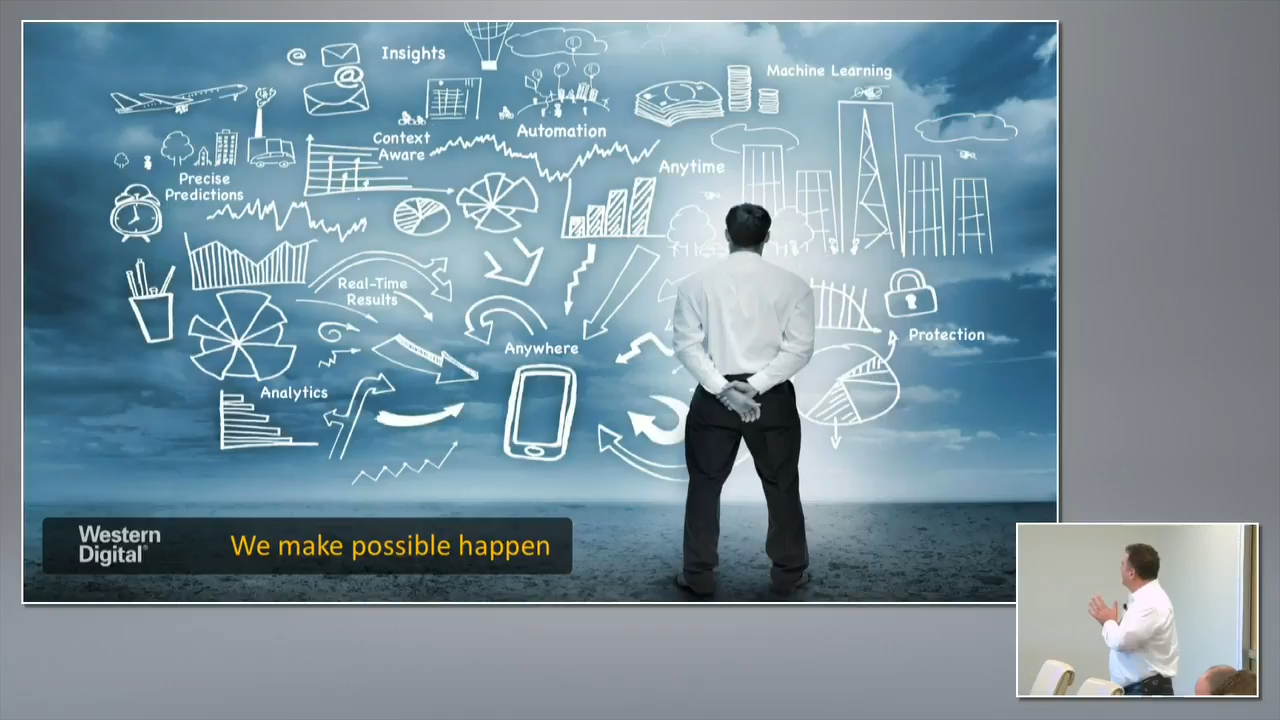 Insights
Machine Learning
Automation
Context
Aware
Anytime
Precise
Predictions
Real-Time
Results
Protection
Anywhere
Analytics
Western
Digital®
We make possible happen